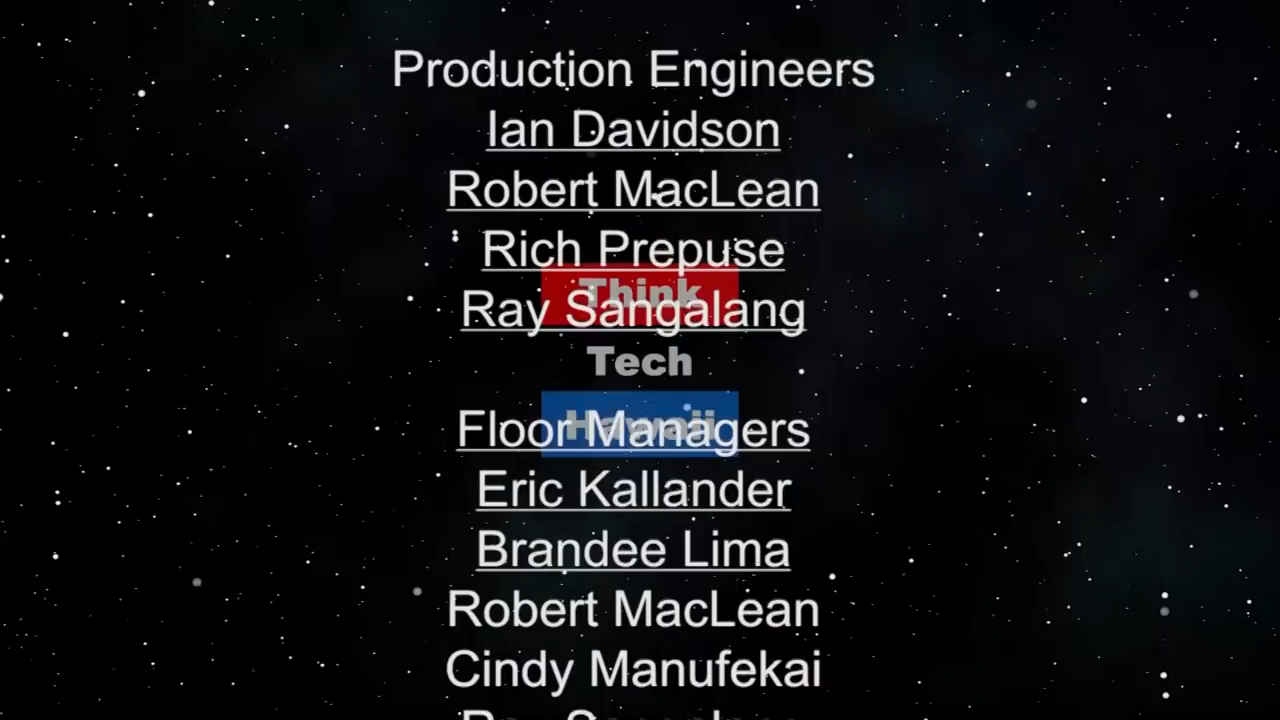 Production Engineers
Ian Davidson
Robert MacLean
Rich Prepuse
Think
Ray Sangalang
Tech
Hawaii
Floor Managers
Eric Kallander
Brandee Lima
Robert MacLean
Cindy Manufekai